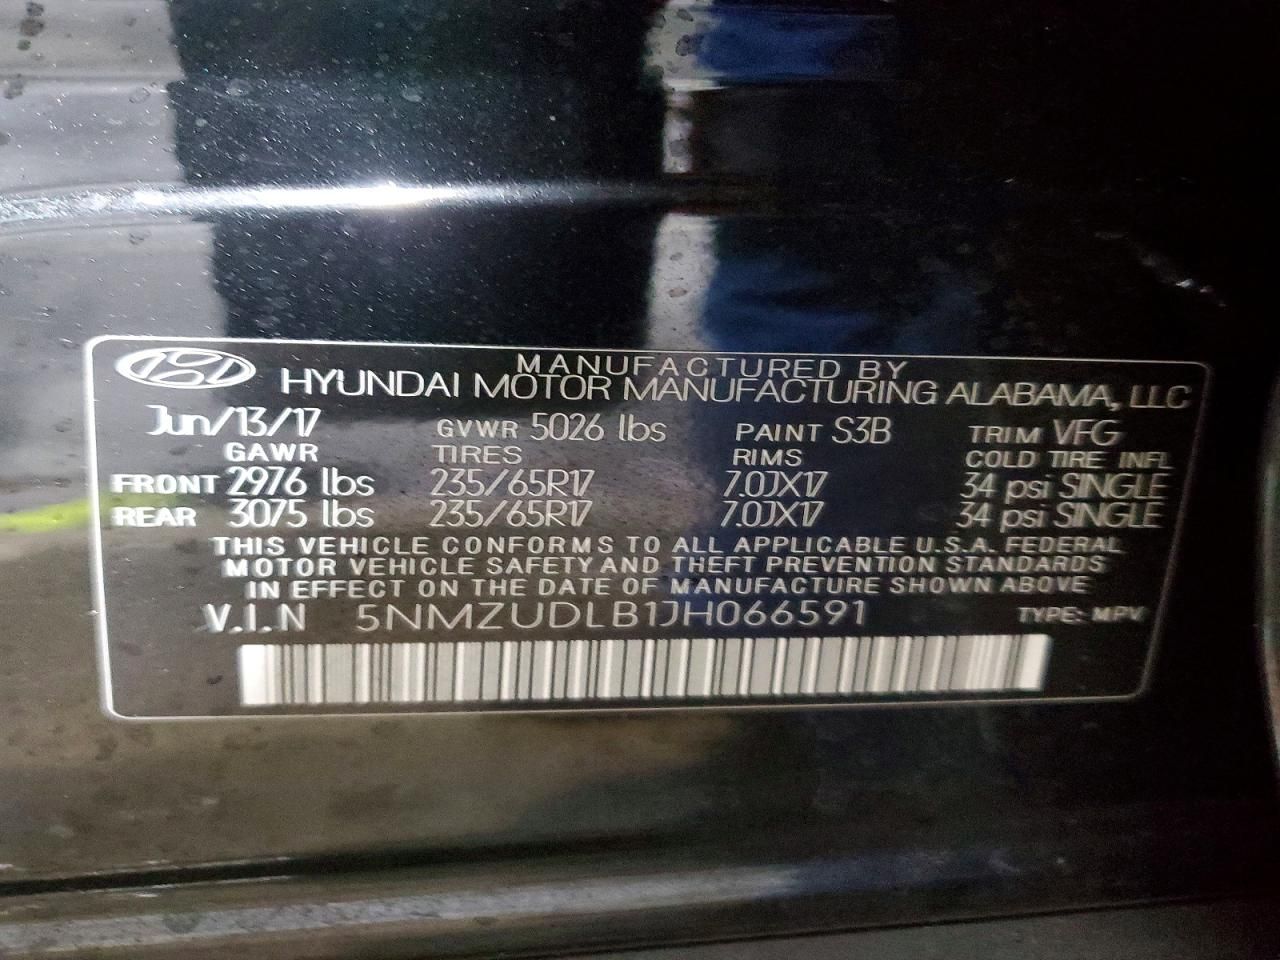 MANUFACTURED BY
HYUNDAI MOTOR MANUFACTURING ALABAMA, LLC
Jun/13/17 GVWR 5026 lbs PAINT S3B TRIM VFG
GAWR TIRES RIMS COLD TIRE INFL
FRONT 2976 lbs 235/65R17 7.0JX17 34 psi SINGLE
REAR 3075 lbs 235/65R17 7.0JX17 34 psi SINGLE
THIS VEHICLE CONFORMS TO ALL APPLICABLE U.S.A. FEDERAL
MOTOR VEHICLE SAFETY AND THEFT PREVENTION STANDARDS
IN EFFECT ON THE DATE OF MANUFACTURE SHOWN ABOVE
V.I.N 5NMZUDLB1JH066591 TYPE: MPV